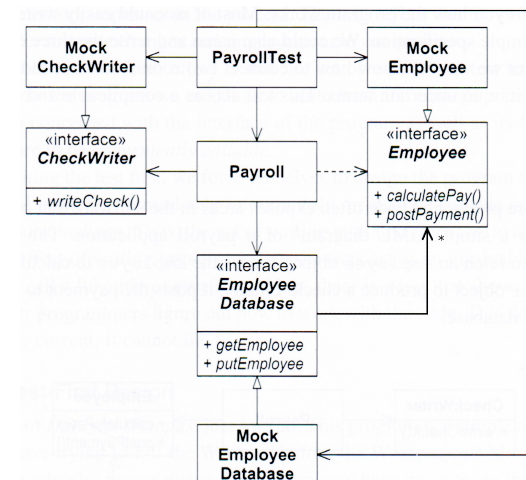 Mock
CheckWriter
PayrollTest
Mock
Employee
«interface»
CheckWriter
+ writeCheck()
Payroll
«interface»
Employee
+ calculatePay()
+ postPayment()
*
«interface»
Employee
Database
+ getEmployee
+ putEmployee
Mock
Employee
Database